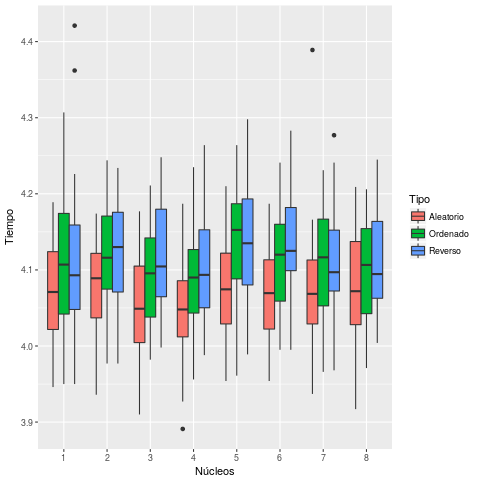 4.4
4.3
4.2
4.1
4.0
3.9
Tiempo
1 2 3 4 5 6 7 8
Núcleos
Tipo
Aleatorio
Ordenado
Reverso